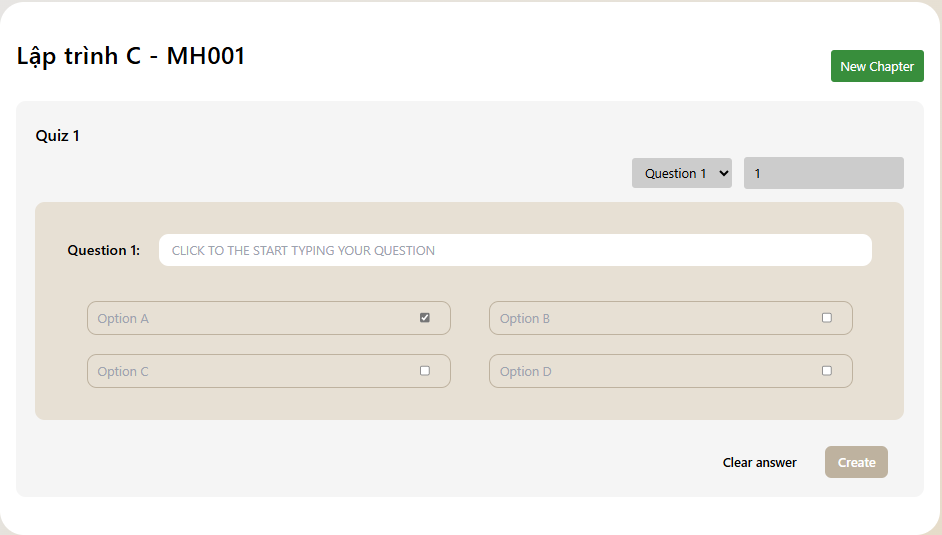 Lập trình C - MH001
New Chapter
Quiz 1
Question 1
1
Question 1:
CLICK TO THE START TYPING YOUR QUESTION
Option A
Option B
Option C
Option D
Clear answer
Create